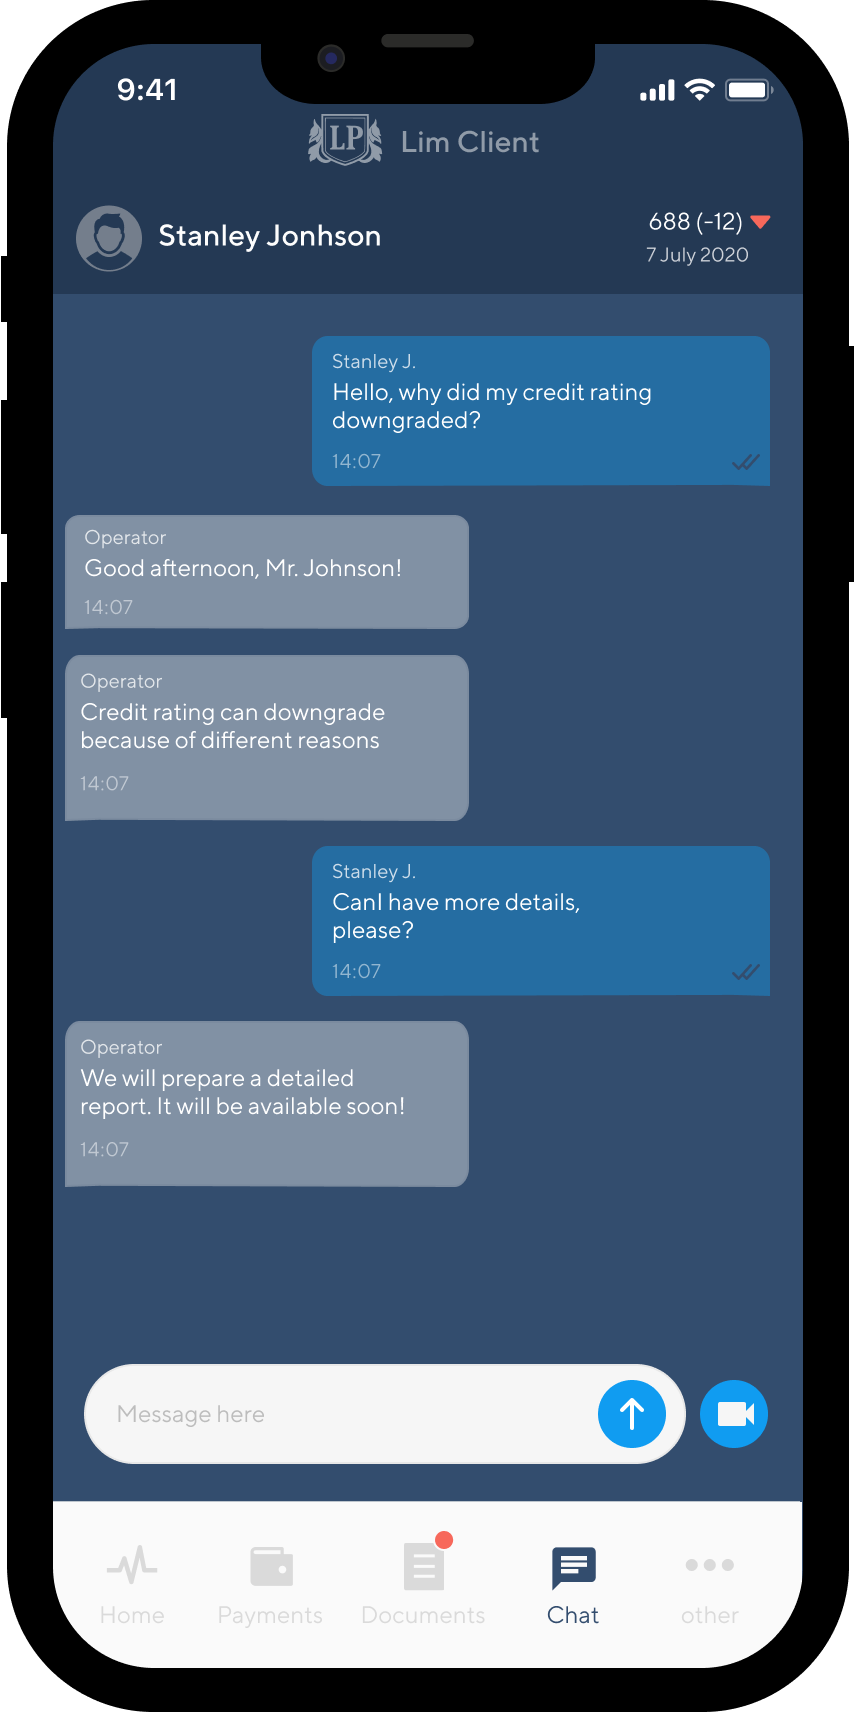 9:41
LP
Lim Client
Stanley Jonhson
688 (-12)
7 July 2020
Stanley J.
Hello, why did my credit rating
downgraded?
14:07
Operator
Good afternoon, Mr. Johnson!
14:07
Operator
Credit rating can downgrade
because of different reasons
14:07
Stanley J.
CanI have more details,
please?
14:07
Operator
We will prepare a detailed
report. It will be available soon!
14:07
Message here
Home
Payments
Documents
Chat
other